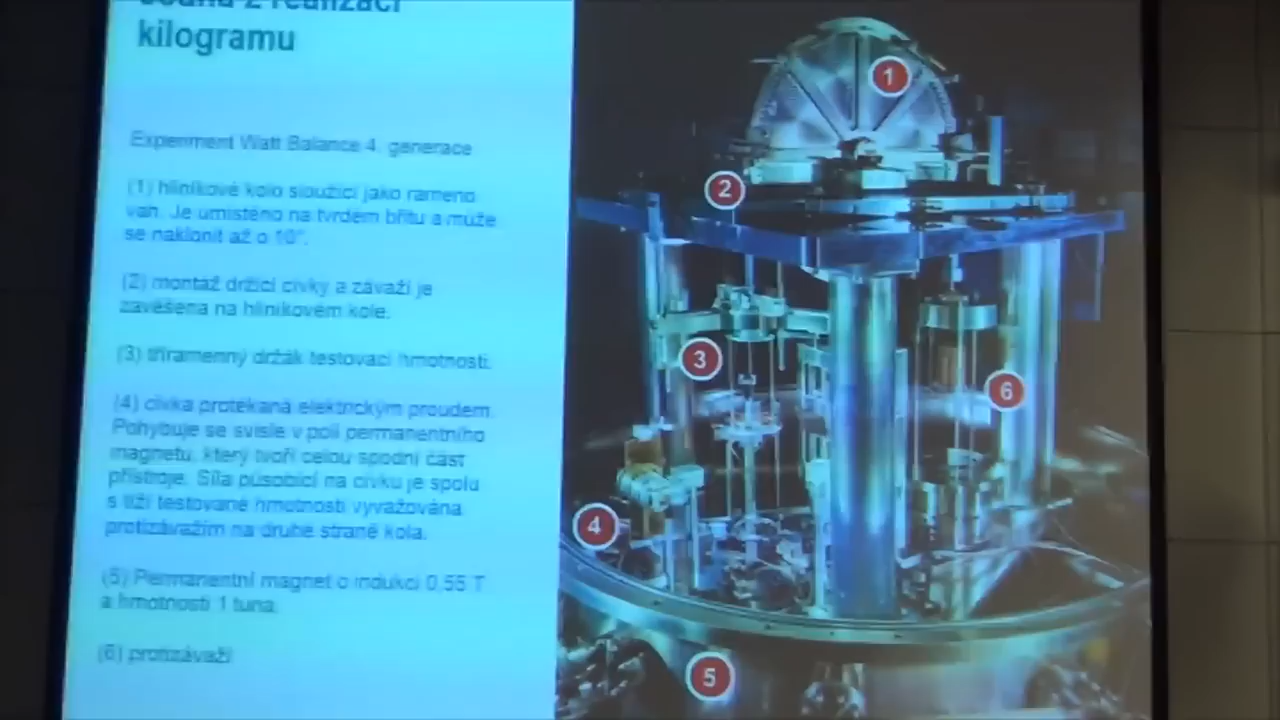 z realizací
kilogramu
Experiment Watt Balance 4. generace
(1) hliníkové kolo sloužící jako rameno
vah. Je umístěno na tvrdém břitu a může
se naklonit až o 10°.
(2) montáž držící cívky a závaží je
zavěšena na hliníkovém kole.
(3) tříramenný držák testovací hmotnosti.
(4) cívka protékaná elektrickým proudem.
Pohybuje se svisle v poli permanentního
magnetu, který tvoří celou spodní část
přístroje. Síla působící na cívku je spolu
s tíží testované hmotnosti vyvažována
protizávažím na druhé straně kola.
(5) Permanentní magnet o indukci 0,55 T
a hmotnosti 1 tuna.
(6) protizávaží
1
2
3
6
4
5